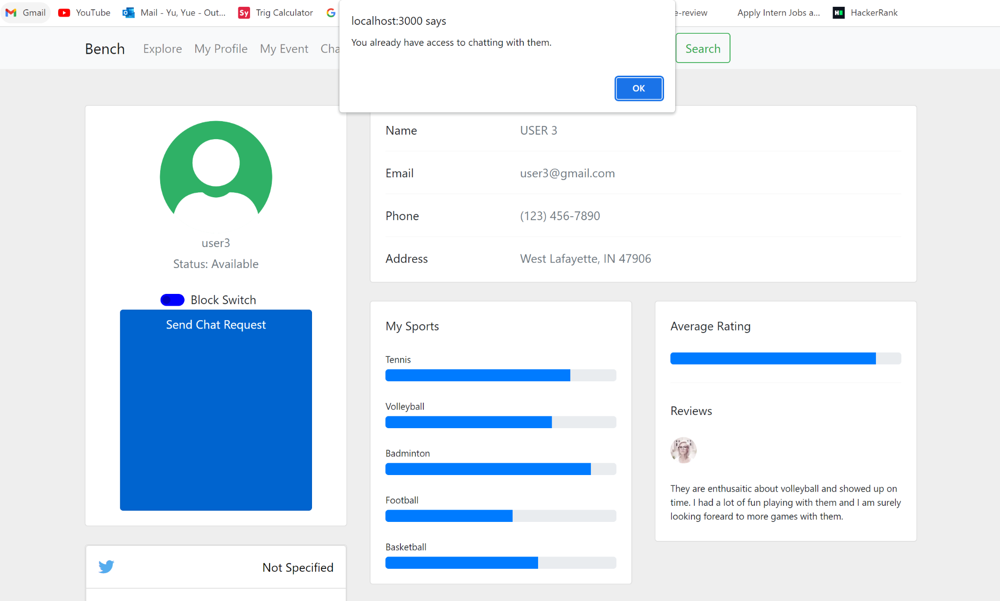 Gmail
YouTube
Mail - Yu, Yue - Out...
Sy
Trig Calculator
e-review
Apply Intern Jobs a...
HackerRank
localhost:3000 says
You already have access to chatting with them.
OK
Bench
Explore
My Profile
My Event
Cha
Search
user3
Status: Available
Block Switch
Send Chat Request
Not Specified
Name
USER 3
Email
user3@gmail.com
Phone
(123) 456-7890
Address
West Lafayette, IN 47906
My Sports
Tennis
Volleyball
Badminton
Football
Basketball
Average Rating
Reviews
They are enthusaitic about volleyball and showed up on
time. I had a lot of fun playing with them and I am surely
looking foreard to more games with them.